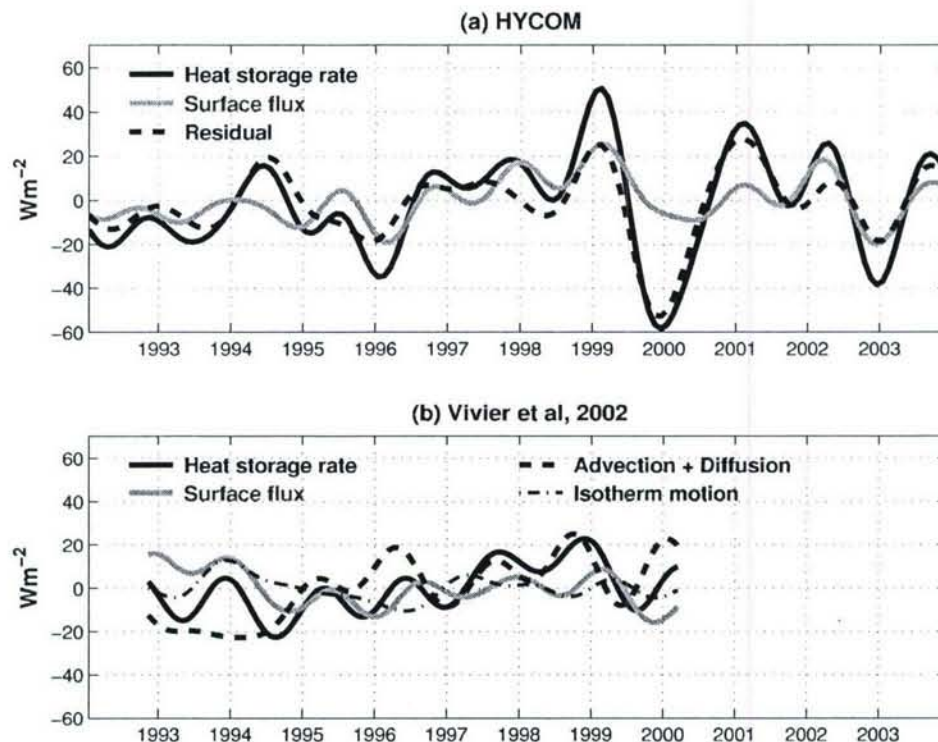 (a) HYCOM
Wm-2
60
40
20
0
-20
-40
-60
Heat storage rate
Surface flux
Residual
1993 1994 1995 1996 1997 1998 1999 2000 2001 2002 2003
(b) Vivier et al, 2002
Wm-2
60
40
20
0
-20
-40
-60
Heat storage rate
Surface flux
Advection + Diffusion
Isotherm motion
1993 1994 1995 1996 1997 1998 1999 2000 2001 2002 2003